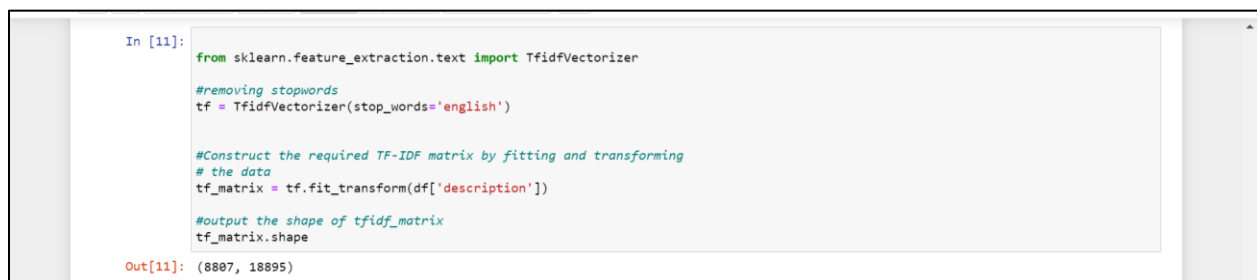 In [11]:
from sklearn.feature_extraction.text import TfidfVectorizer
#removing stopwords
tf = TfidfVectorizer(stop_words='english')
#Construct the required TF-IDF matrix by fitting and transforming
# the data
tf_matrix = tf.fit_transform(df['description'])
#output the shape of tfidf_matrix
tf_matrix.shape
Out[11]: (8807, 18895)